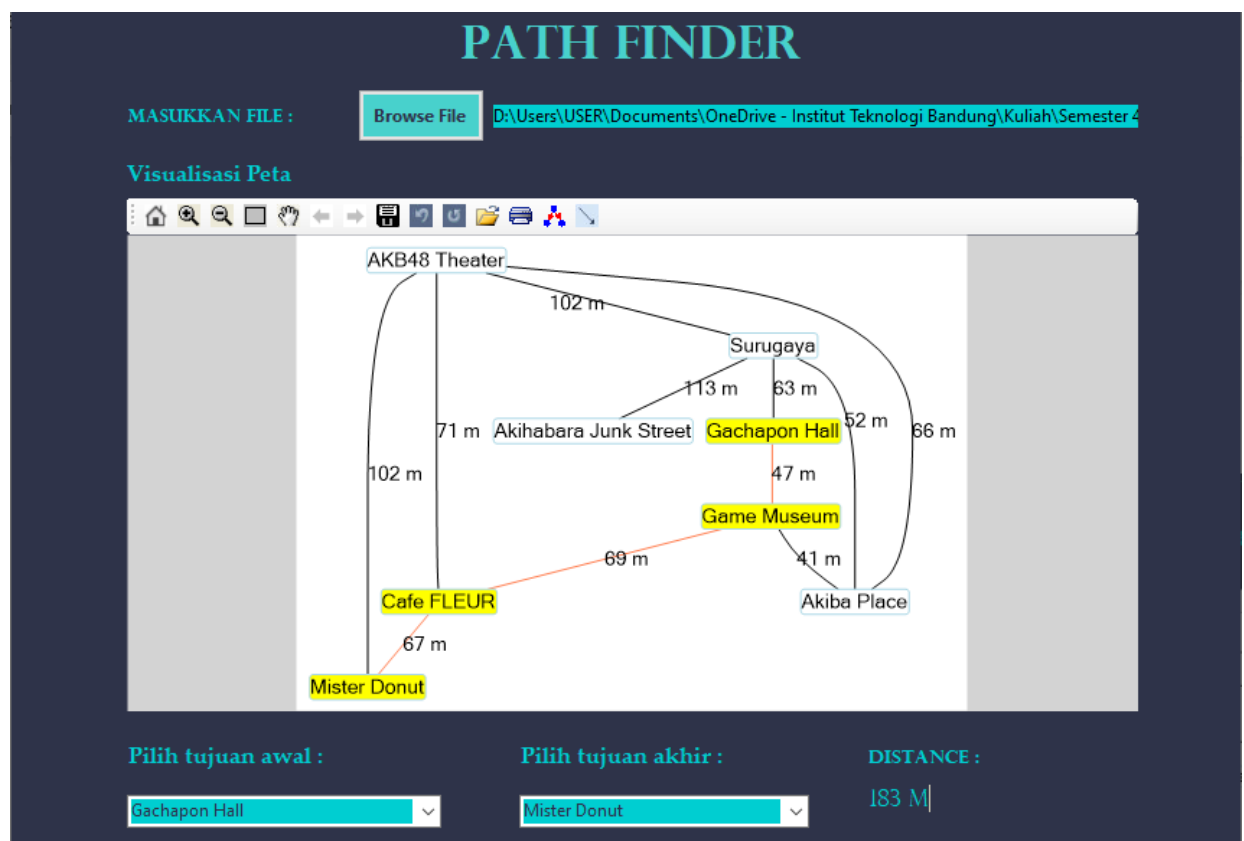 PATH FINDER
MASUKKAN FILE :
Browse File
D:\Users\USER\Documents\OneDrive - Institut Teknologi Bandung\Kuliah\Semester 4
Visualisasi Peta
AKB48 Theater
102 m
Surugaya
113 m
63 m
52 m
66 m
71 m
Akihabara Junk Street
Gachapon Hall
102 m
47 m
Game Museum
69 m
41 m
Cafe FLEUR
Akiba Place
67 m
Mister Donut
Pilih tujuan awal :
Pilih tujuan akhir :
DISTANCE :
Gachapon Hall
Mister Donut
183 M